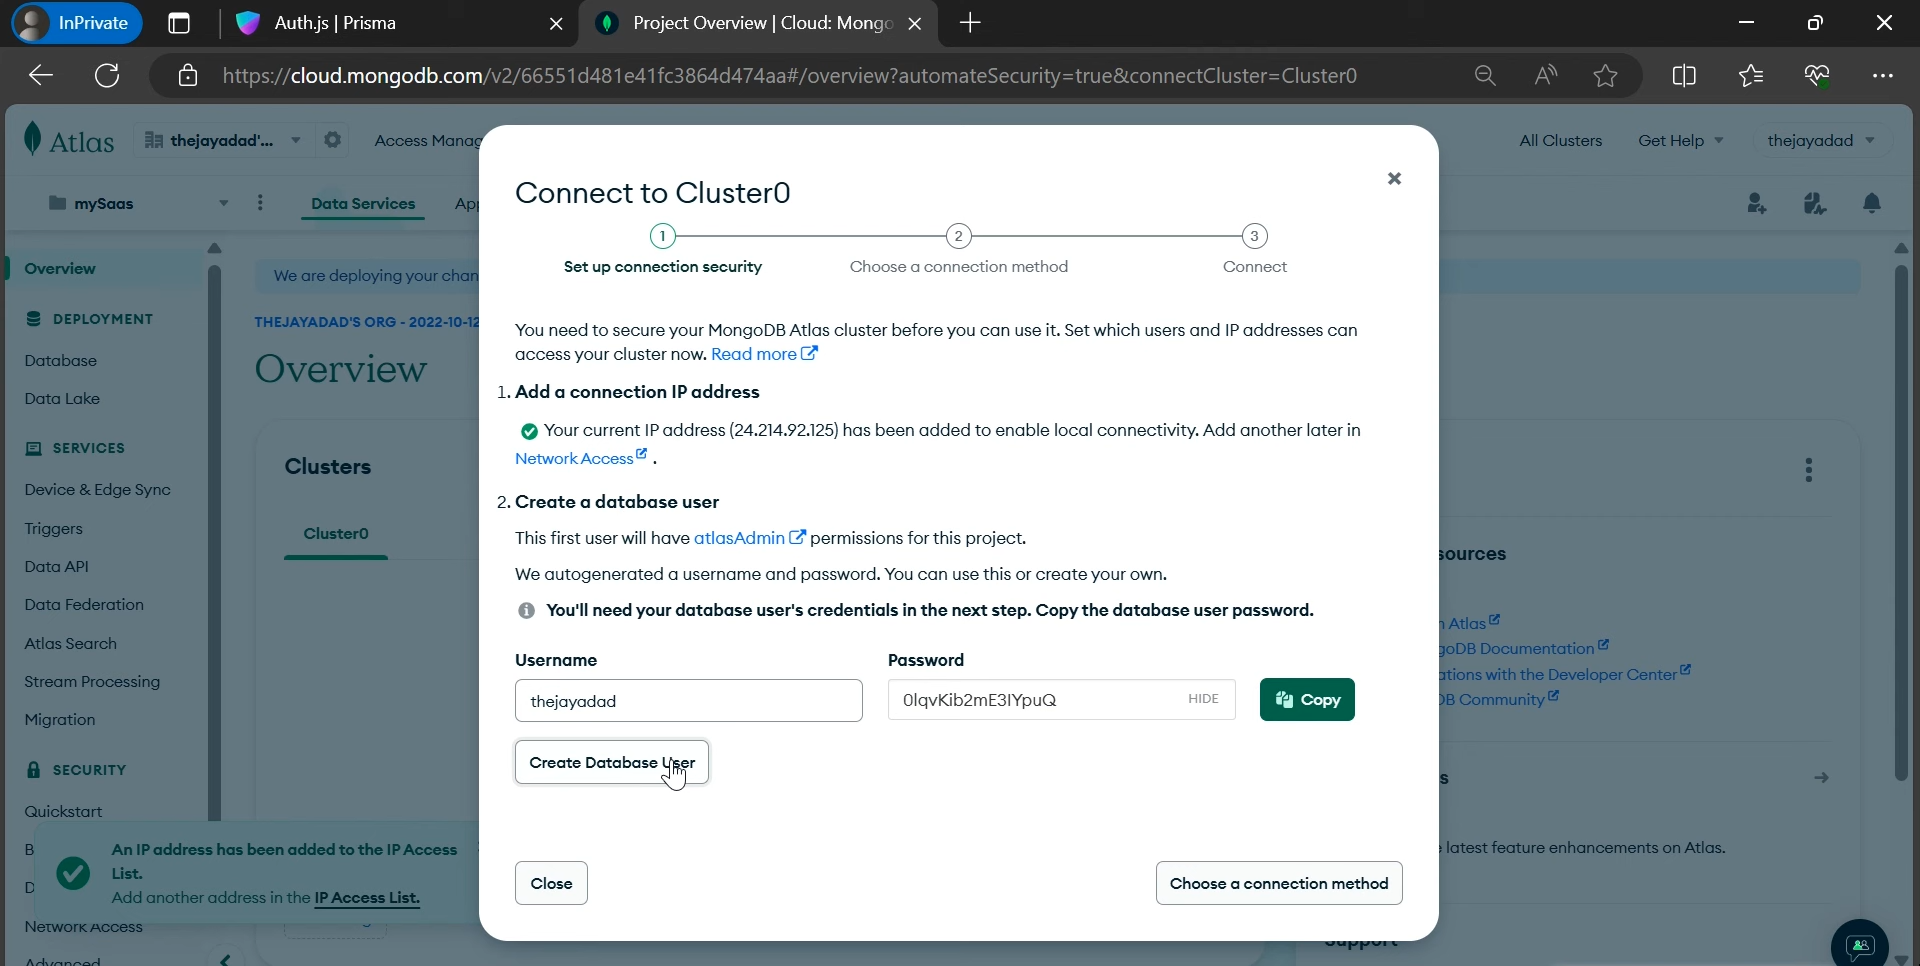 InPrivate
Auth.js | Prisma
Project Overview | Cloud: Mongo
https://cloud.mongodb.com/v2/66551d481e41fc3864d474aa#/overview?automateSecurity=true&connectCluster=Cluster0
Atlas
thejayadad'...
Access Manag
All Clusters
Get Help
thejayadad
mySaas
Data Services
App
Connect to Cluster0
1
2
3
Set up connection security
Choose a connection method
Connect
Overview
DEPLOYMENT
Database
Data Lake
SERVICES
Device & Edge Sync
Triggers
Data API
Data Federation
Atlas Search
Stream Processing
Migration
SECURITY
Quickstart
B
D
Network Access
Advanced
We are deploying your chan
THEJAYADAD'S ORG - 2022-10-12
Overview
Clusters
Cluster0
You need to secure your MongoDB Atlas cluster before you can use it. Set which users and IP addresses can
access your cluster now. Read more
1. Add a connection IP address
Your current IP address (24.214.92.125) has been added to enable local connectivity. Add another later in
Network Access .
2. Create a database user
This first user will have atlasAdmin permissions for this project.
We autogenerated a username and password. You can use this or create your own.
You'll need your database user's credentials in the next step. Copy the database user password.
Username
Password
thejayadad
HIDE
Copy
Create Database User
Close
Choose a connection method
An IP address has been added to the IP Access
List.
Add another address in the IP Access List.
sources
n Atlas
goDB Documentation
ations with the Developer Center
DB Community
s
e latest feature enhancements on Atlas.
Support